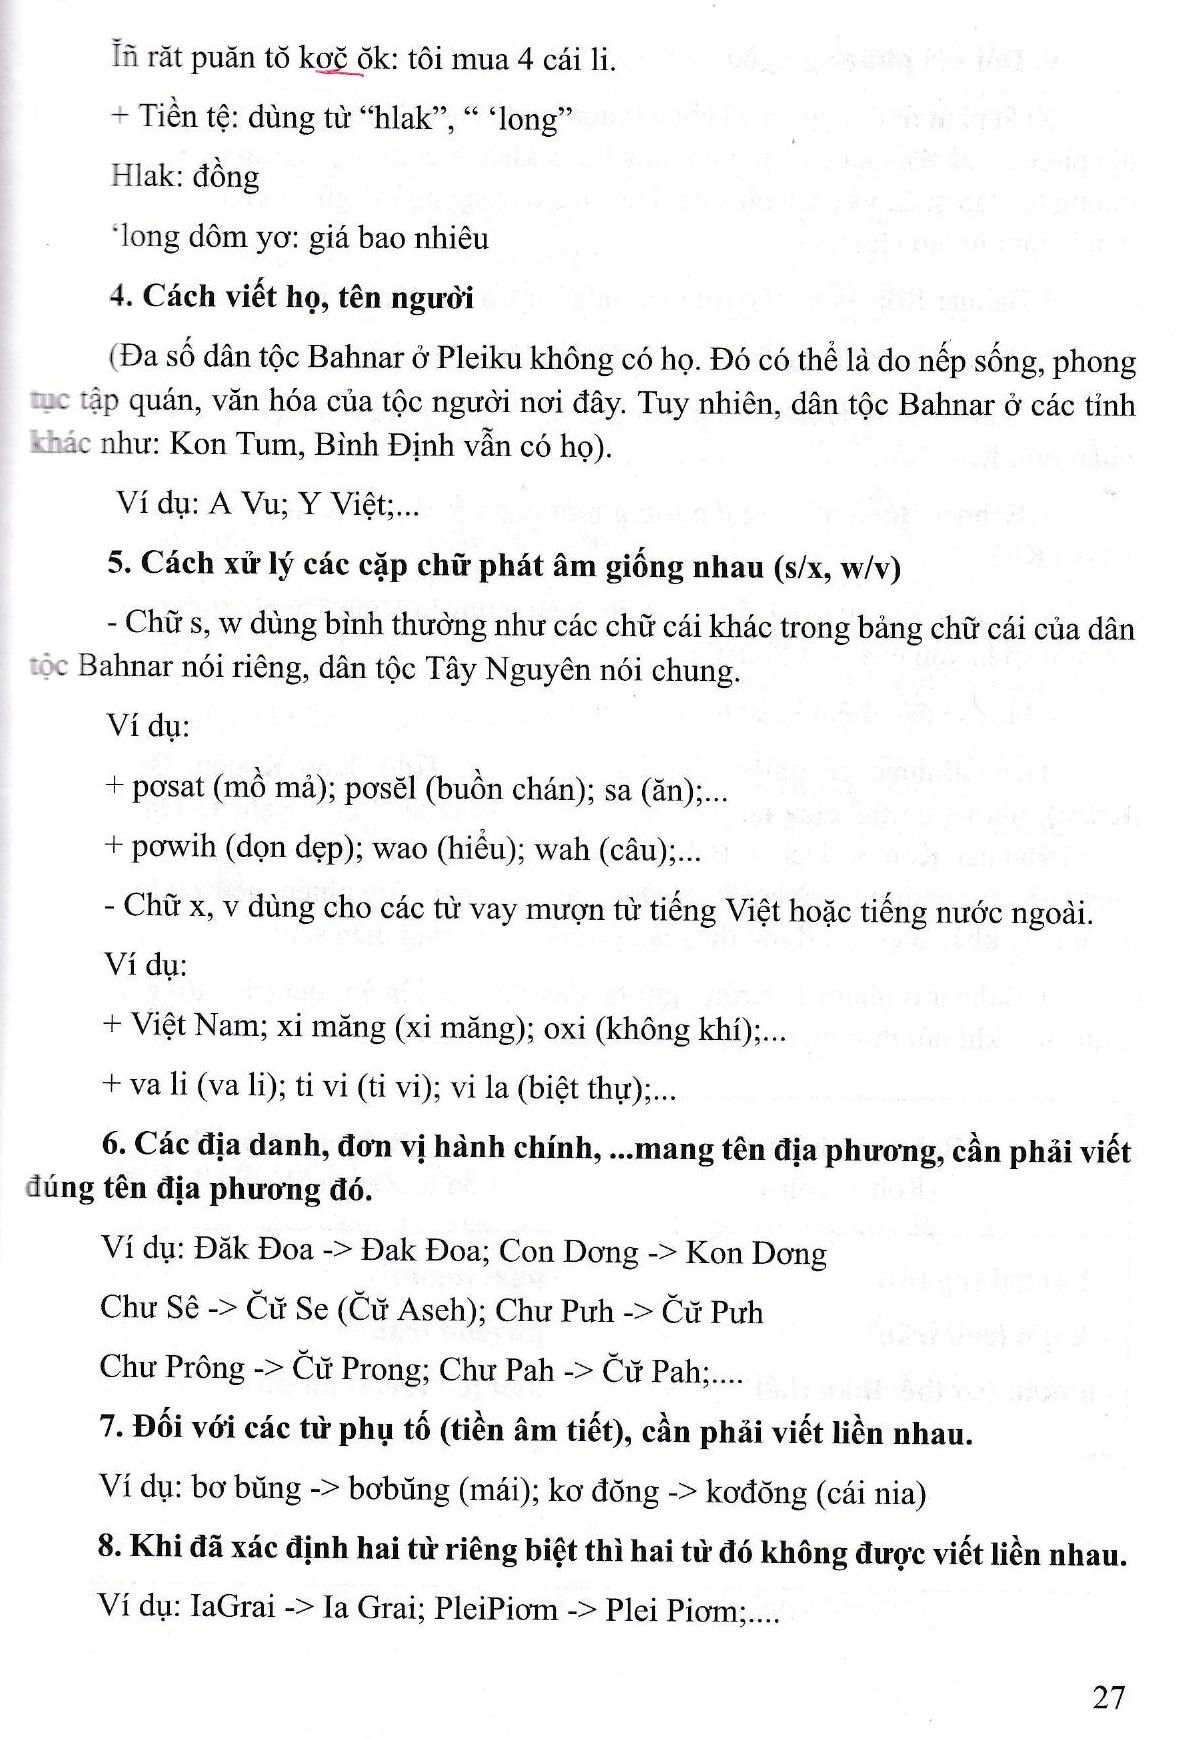 Ĭñ răt puăn tŏ kơč̆ ŏk: tôi mua 4 cái li.
+ Tiền tệ: dùng từ “hlak”, “ ‘long”
Hlak: đồng
‘long dôm yơ: giá bao nhiêu
4. Cách viết họ, tên người
(Đa số dân tộc Bahnar ở Pleiku không có họ. Đó có thể là do nếp sống, phong
tục tập quán, văn hóa của tộc người nơi đây. Tuy nhiên, dân tộc Bahnar ở các tỉnh
khác như: Kon Tum, Bình Định vẫn có họ).
Ví dụ: A Vu; Y Việt;...
5. Cách xử lý các cặp chữ phát âm giống nhau (s/x, w/v)
- Chữ s, w dùng bình thường như các chữ cái khác trong bảng chữ cái của dân
tộc Bahnar nói riêng, dân tộc Tây Nguyên nói chung.
Ví dụ:
+ pơsat (mồ mả); pơsĕl (buồn chán); sa (ăn);...
+ pơwih (dọn dẹp); wao (hiểu); wah (câu);...
- Chữ x, v dùng cho các từ vay mượn từ tiếng Việt hoặc tiếng nước ngoài.
Ví dụ:
+ Việt Nam; xi măng (xi măng); oxi (không khí);...
+ va li (va li); ti vi (ti vi); vi la (biệt thự);...
6. Các địa danh, đơn vị hành chính, ...mang tên địa phương, cần phải viết
đúng tên địa phương đó.
Ví dụ: Đăk Đoa -> Đak Đoa; Con Dơng -> Kon Dơng
Chư Sê -> C̆ư̆ Se (C̆ư̆ Aseh); Chư Pưh -> C̆ư̆ Pưh
Chư Prông -> C̆ư̆ Prong; Chư Pah -> C̆ư̆ Pah;....
7. Đối với các từ phụ tố (tiền âm tiết), cần phải viết liền nhau.
Ví dụ: bơ bŭng -> bơbŭng (mái); kơ đŏng -> kơđŏng (cái nia)
8. Khi đã xác định hai từ riêng biệt thì hai từ đó không được viết liền nhau.
Ví dụ: IaGrai -> Ia Grai; PleiPiơm -> Plei Piơm;....
27